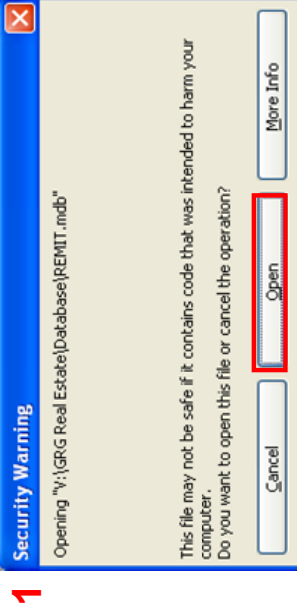 1
Security Warning
Opening "V:\GRG Real Estate\Database\REMIT.mdb"
This file may not be safe if it contains code that was intended to harm your
computer.
Do you want to open this file or cancel the operation?
Cancel
Open
More Info